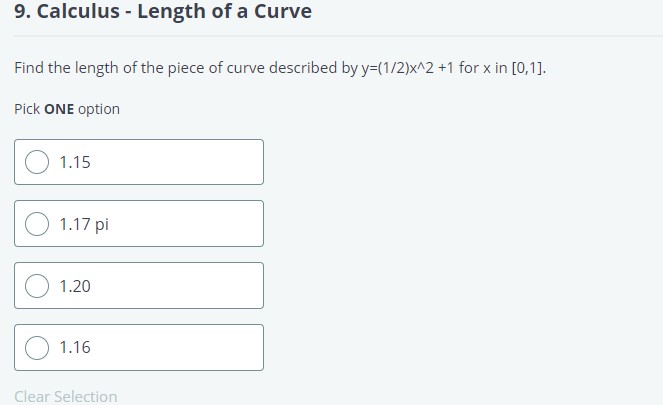 9. Calculus - Length of a Curve
Find the length of the piece of curve described by y=(1/2)x^2 +1 for x in [0,1].
Pick ONE option
1.15
1.17 pi
1.20
1.16
Clear Selection